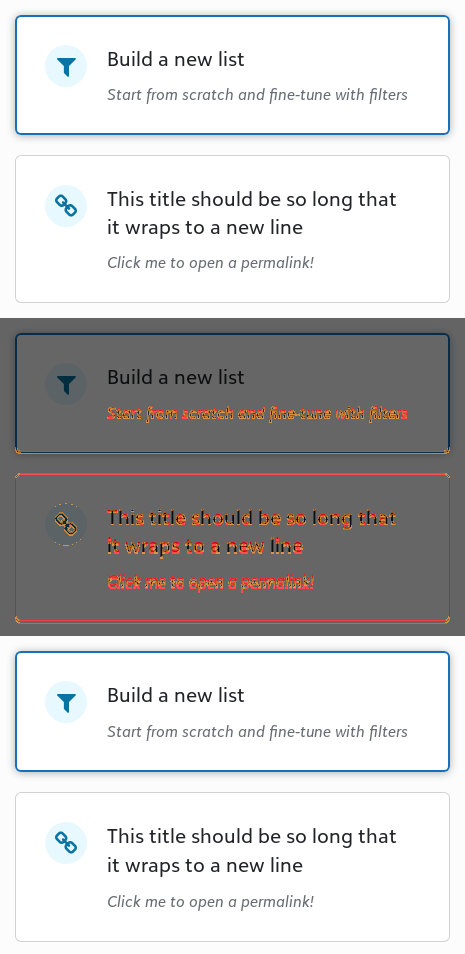 Build a new list
Start from scratch and fine-tune with filters
This title should be so long that
it wraps to a new line
Click me to open a permalink!
Build a new list
Start from scratch and fine-tune with filters
This title should be so long that
it wraps to a new line
Click me to open a permalink!
Build a new list
Start from scratch and fine-tune with filters
This title should be so long that
it wraps to a new line
Click me to open a permalink!